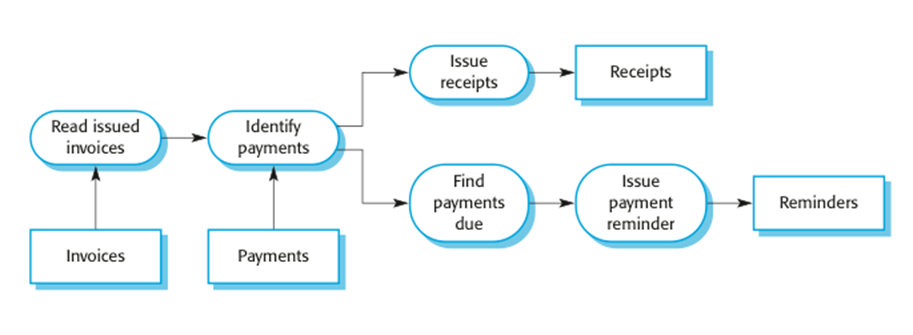 Issue
receipts
Receipts
Read issued
invoices
Identify
payments
Find
payments
due
Issue
payment
reminder
Reminders
Invoices
Payments